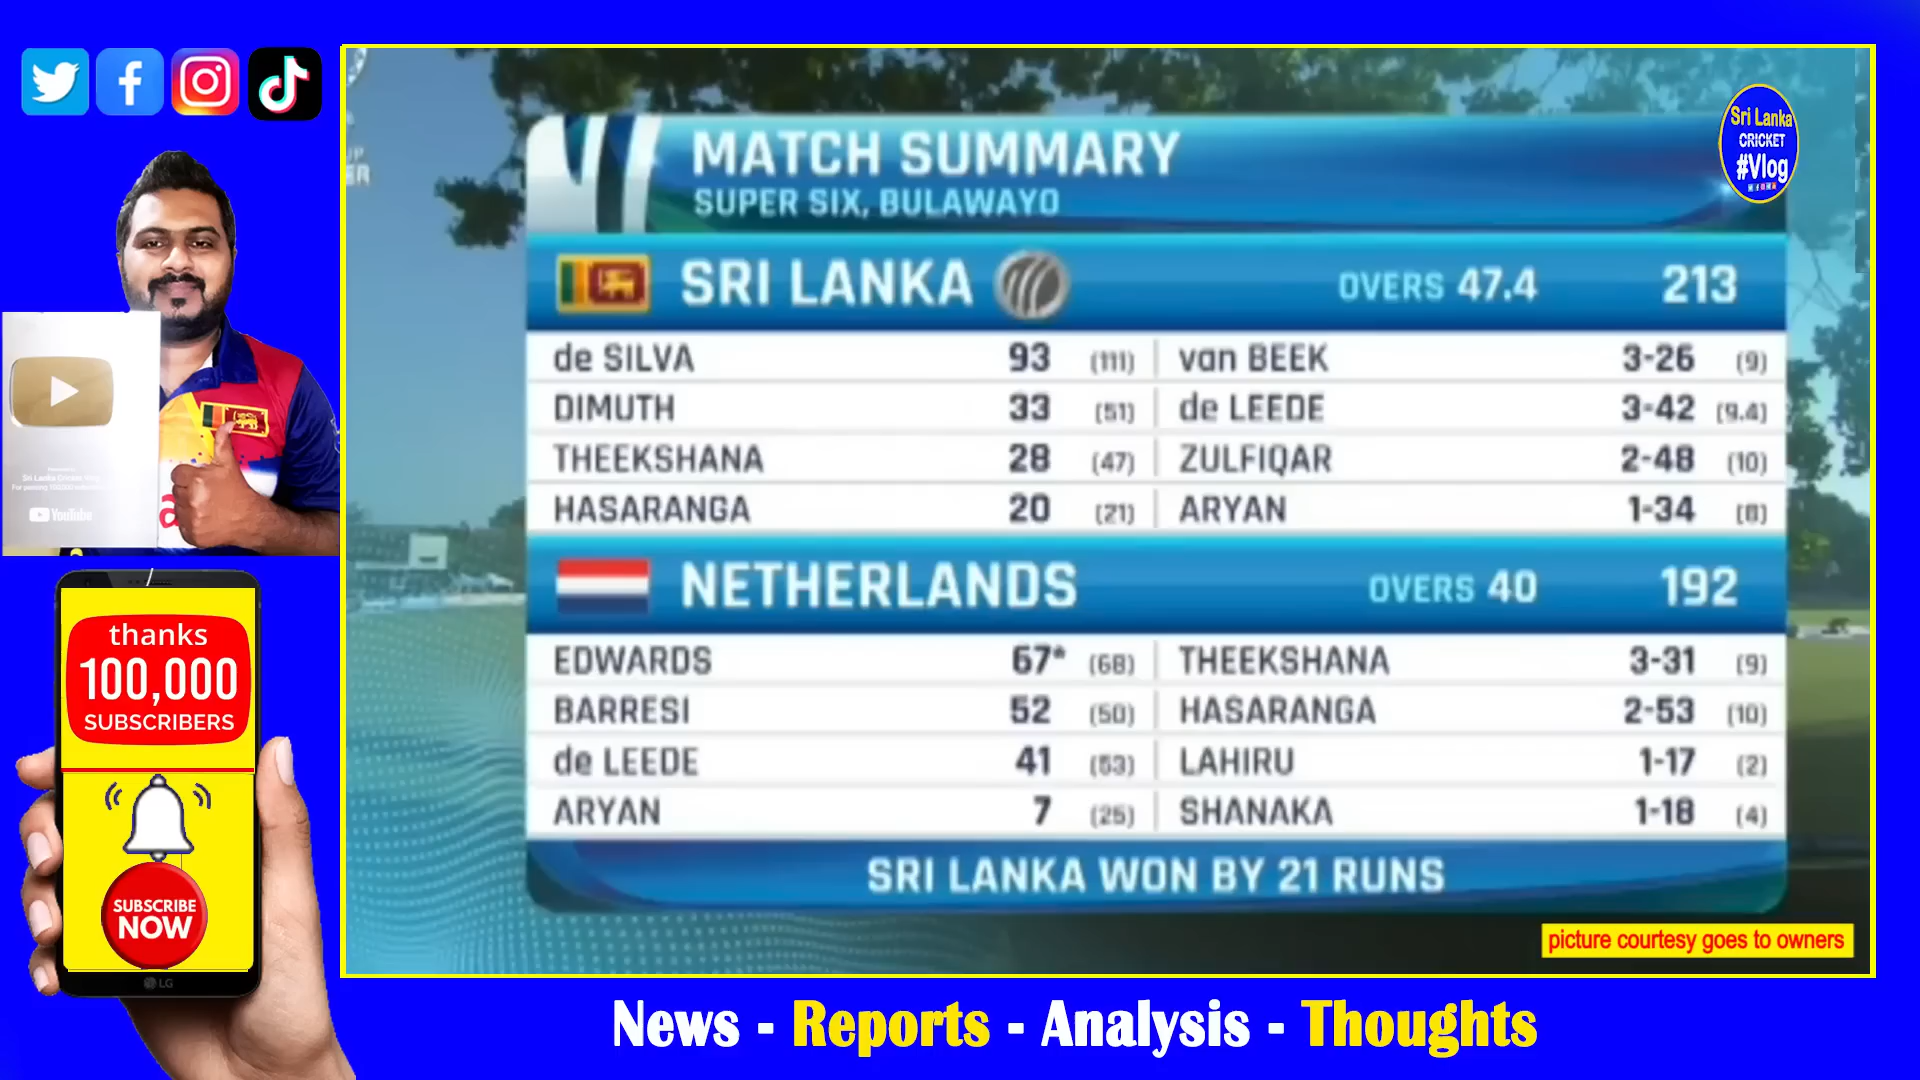 MATCH SUMMARY
SUPER SIX, BULAWAYO
Sri Lanka
CRICKET
#Vlog
SRI LANKA OVERS 47.4 213
de SILVA 93 (111) van BEEK 3-26 (9)
DIMUTH 33 (51) de LEEDE 3-42 (9.4)
THEEKSHANA 28 (47) ZULFIQAR 2-48 (10)
HASARANGA 20 (21) ARYAN 1-34 (8)
NETHERLANDS OVERS 40 192
EDWARDS 67* (68) THEEKSHANA 3-31 (9)
BARRESI 52 (50) HASARANGA 2-53 (10)
de LEEDE 41 (53) LAHIRU 1-17 (2)
ARYAN 7 (25) SHANAKA 1-18 (4)
SRI LANKA WON BY 21 RUNS
picture courtesy goes to owners
Sri Lanka Cricket Vlog
YouTube
thanks
100,000
SUBSCRIBERS
SUBSCRIBE
NOW
LG
News - Reports - Analysis - Thoughts